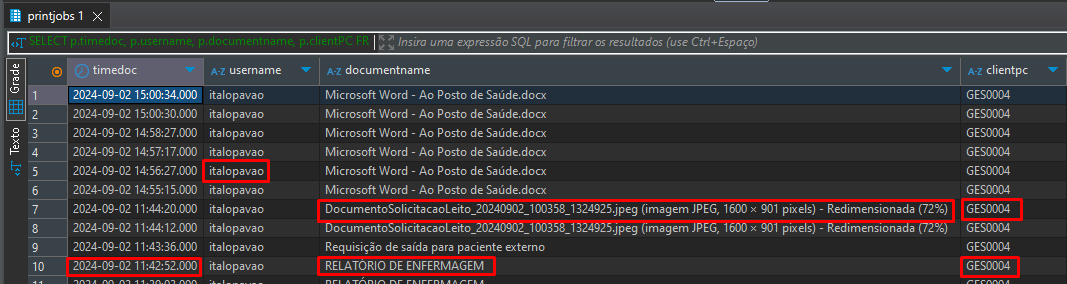 printjobs 1
SELECT p.timedoc, p.username, p.documentname, p.clientPC FR Insira uma expressão SQL para filtrar os resultados (use Ctrl+Espaço)
Grade
Texto
timedoc A-Z username A-Z documentname A-Z clientpc
1 2024-09-02 15:00:34.000 italopavao Microsoft Word - Ao Posto de Saúde.docx GES0004
2 2024-09-02 15:00:30.000 italopavao Microsoft Word - Ao Posto de Saúde.docx GES0004
3 2024-09-02 14:58:27.000 italopavao Microsoft Word - Ao Posto de Saúde.docx GES0004
4 2024-09-02 14:57:17.000 italopavao Microsoft Word - Ao Posto de Saúde.docx GES0004
5 2024-09-02 14:56:27.000 italopavao Microsoft Word - Ao Posto de Saúde.docx GES0004
6 2024-09-02 14:55:15.000 italopavao Microsoft Word - Ao Posto de Saúde.docx GES0004
7 2024-09-02 11:44:20.000 italopavao DocumentoSolicitacaoLeito_20240902_100358_1324925.jpeg (imagem JPEG, 1600 × 901 pixels) - Redimensionada (72%) GES0004
8 2024-09-02 11:44:12.000 italopavao DocumentoSolicitacaoLeito_20240902_100358_1324925.jpeg (imagem JPEG, 1600 × 901 pixels) - Redimensionada (72%) GES0004
9 2024-09-02 11:43:36.000 italopavao Requisição de saída para paciente externo GES0004
10 2024-09-02 11:42:52.000 italopavao RELATÓRIO DE ENFERMAGEM GES0004